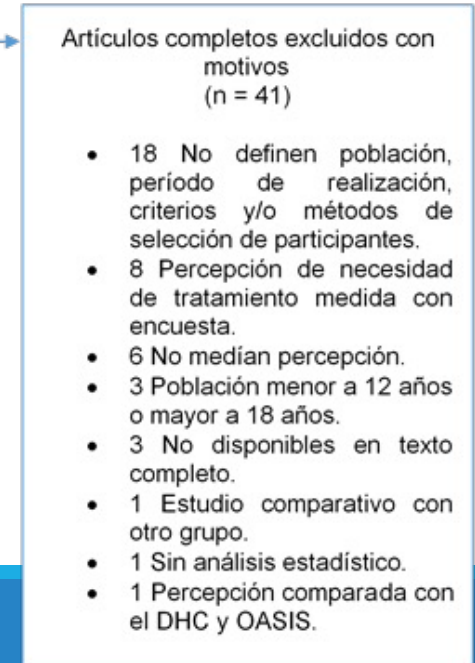 Artículos completos excluidos con
motivos
(n = 41)
• 18 No definen población,
período de realización,
criterios y/o métodos de
selección de participantes.
• 8 Percepción de necesidad
de tratamiento medida con
encuesta.
• 6 No medían percepción.
• 3 Población menor a 12 años
o mayor a 18 años.
• 3 No disponibles en texto
completo.
• 1 Estudio comparativo con
otro grupo.
• 1 Sin análisis estadístico.
• 1 Percepción comparada con
el DHC y OASIS.